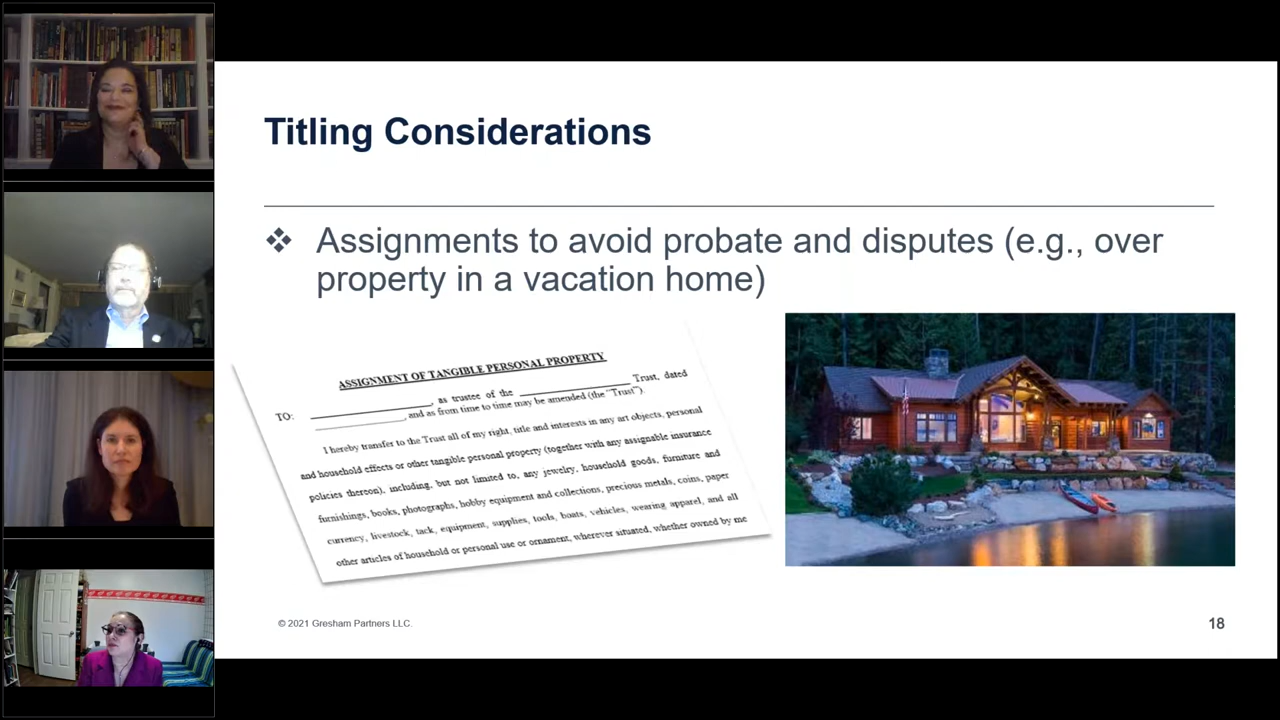 Titling Considerations
❖ Assignments to avoid probate and disputes (e.g., over
property in a vacation home)
ASSIGNMENT OF TANGIBLE PERSONAL PROPERTY
TO: ____________________, as trustee of the ____________________ Trust, dated
_______________, and as from time to time may be amended (the "Trust").
I hereby transfer to the Trust all of my right, title and interests in any art objects, personal
and household effects or other tangible personal property (together with any assignable insurance
policies thereon), including, but not limited to, any jewelry, household goods, furniture and
furnishings, books, photographs, hobby equipment and collections, precious metals, coins, paper
currency, livestock, tack, equipment, supplies, tools, boats, vehicles, wearing apparel, and all
other articles of household or personal use or ornament, wherever situated, whether owned by me
© 2021 Gresham Partners LLC.
18